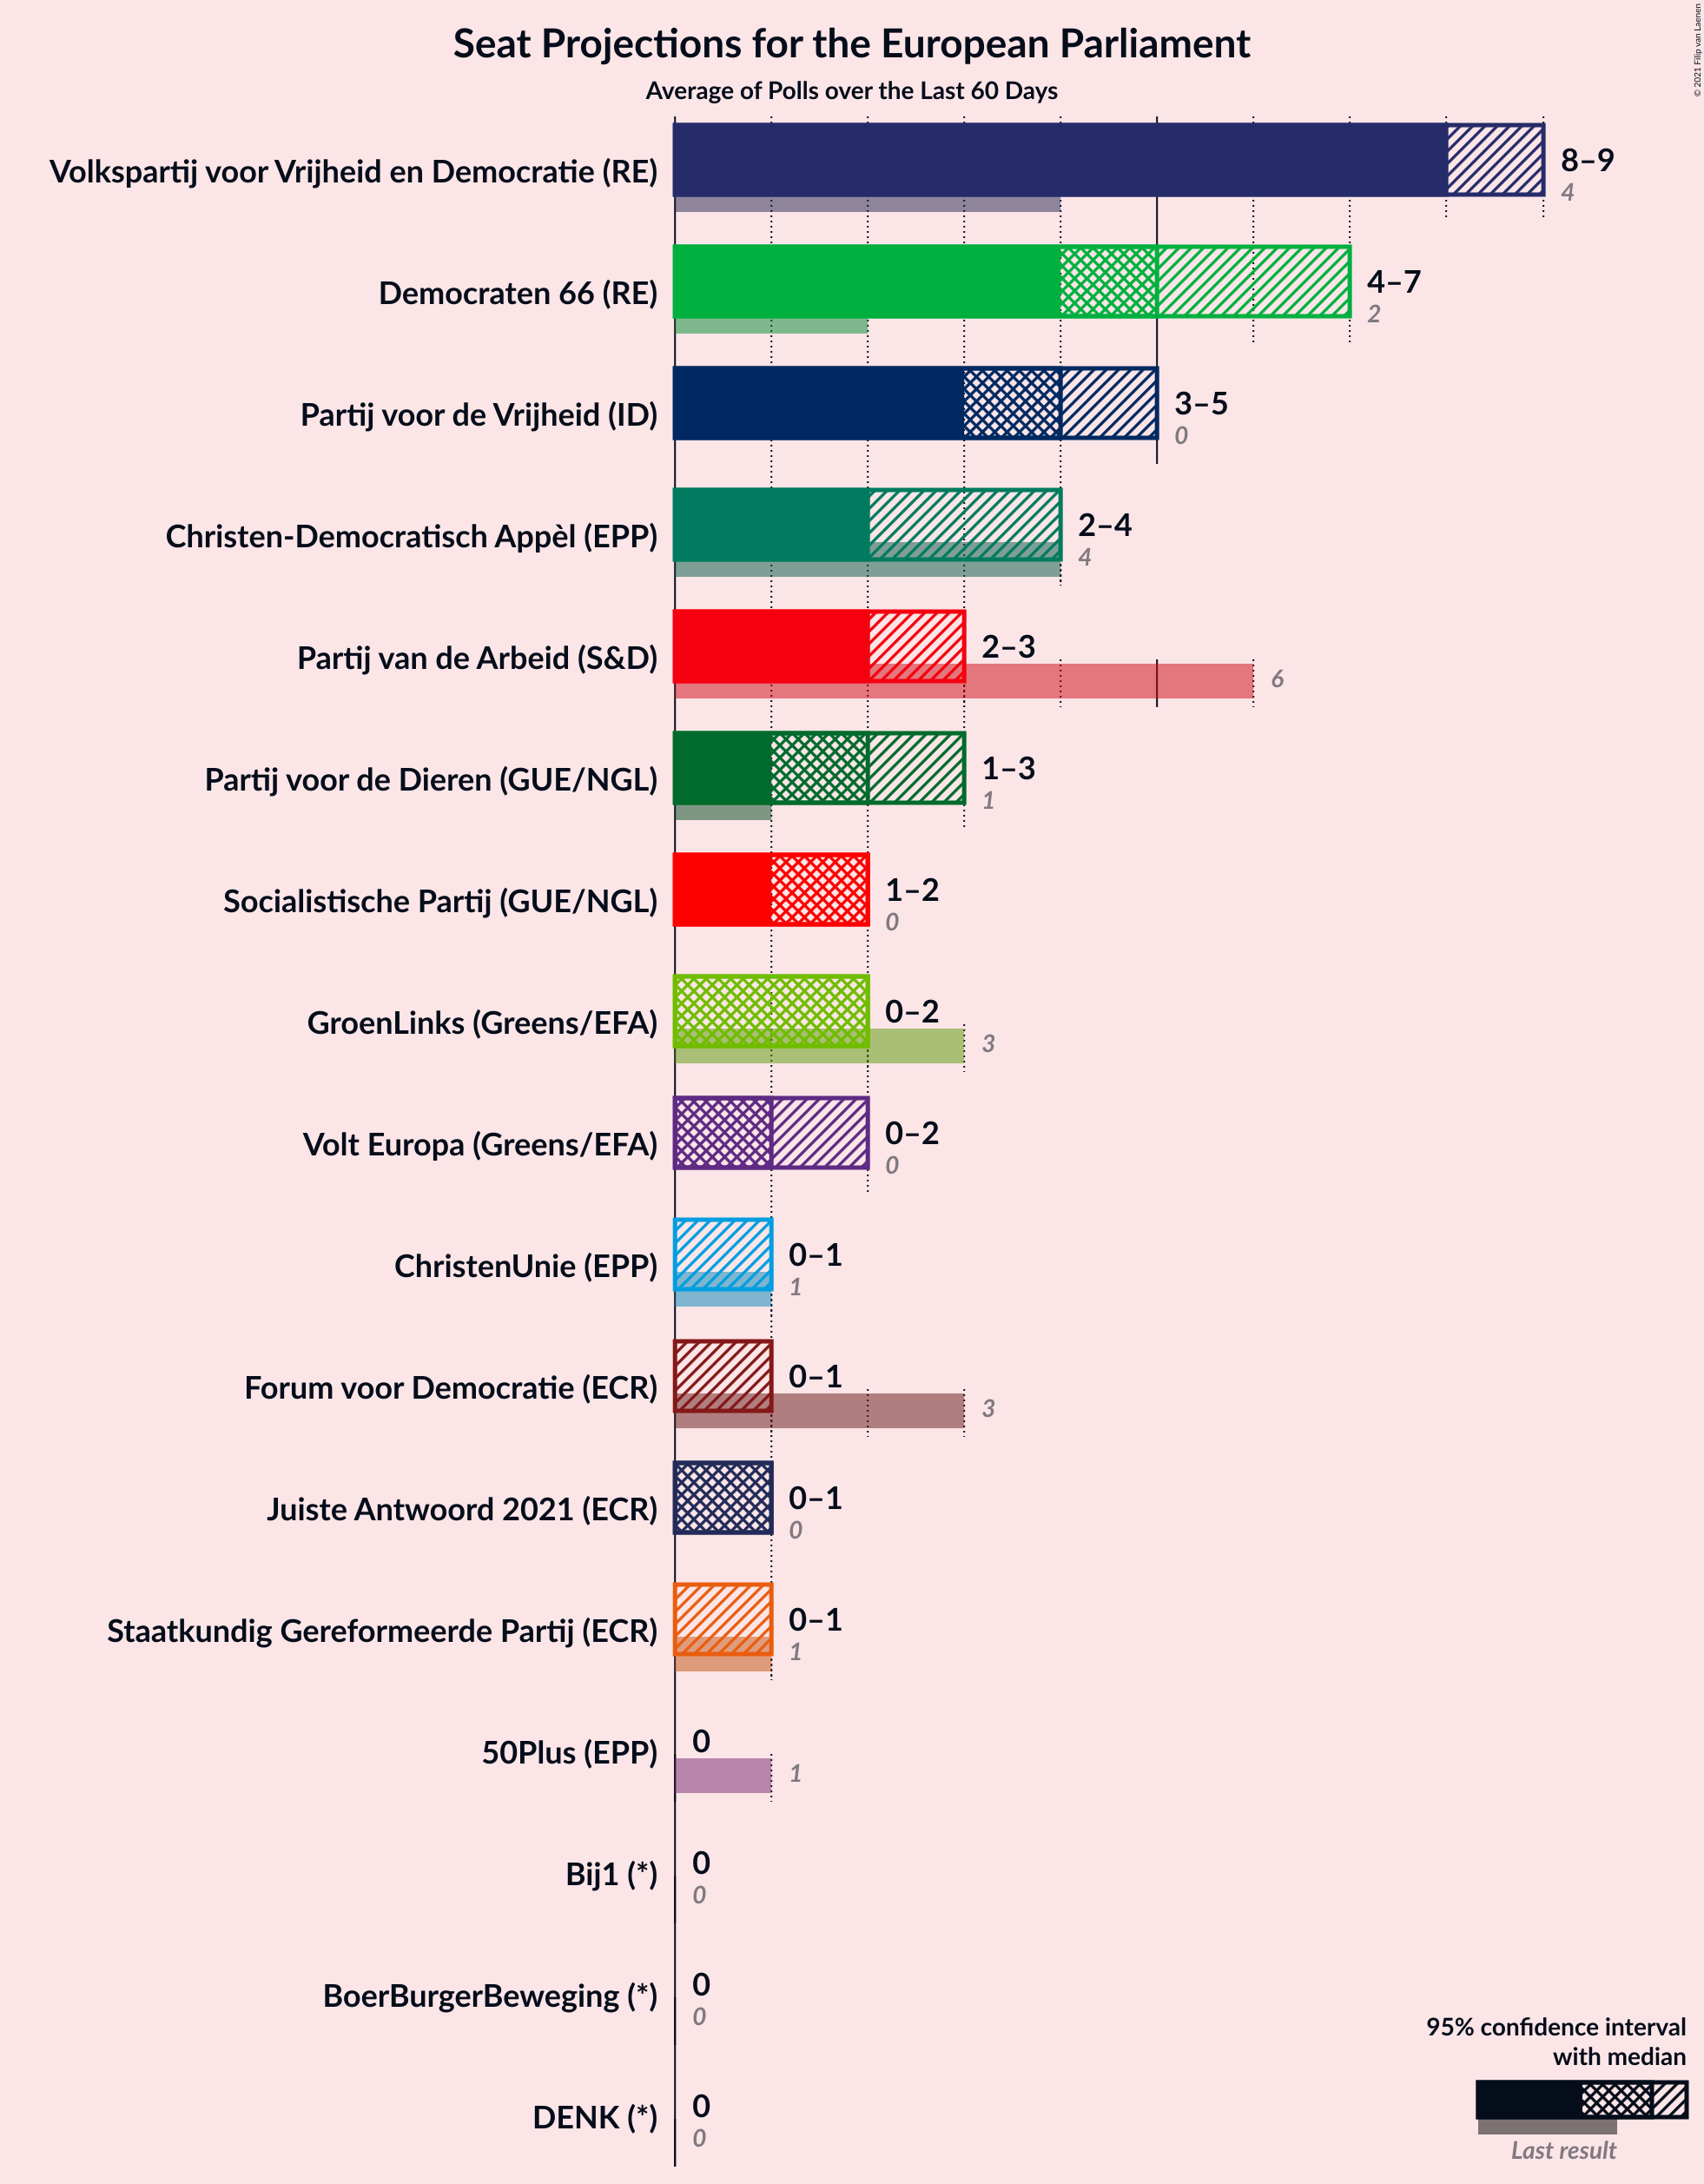 Seat Projections for the European Parliament
Average of Polls over the Last 60 Days
© 2021 Filip van Laenen
Volkspartij voor Vrijheid en Democratie (RE)
8–9
4
Democraten 66 (RE)
4–7
2
Partij voor de Vrijheid (ID)
3–5
0
Christen-Democratisch Appèl (EPP)
2–4
4
Partij van de Arbeid (S&D)
2–3
6
Partij voor de Dieren (GUE/NGL)
1–3
1
Socialistische Partij (GUE/NGL)
1–2
0
GroenLinks (Greens/EFA)
0–2
3
Volt Europa (Greens/EFA)
0–2
0
ChristenUnie (EPP)
0–1
1
Forum voor Democratie (ECR)
0–1
3
Juiste Antwoord 2021 (ECR)
0–1
0
Staatkundig Gereformeerde Partij (ECR)
0–1
1
50Plus (EPP)
0
1
Bij1 (*)
0
0
BoerBurgerBeweging (*)
0
0
DENK (*)
0
0
95% confidence interval
with median
Last result